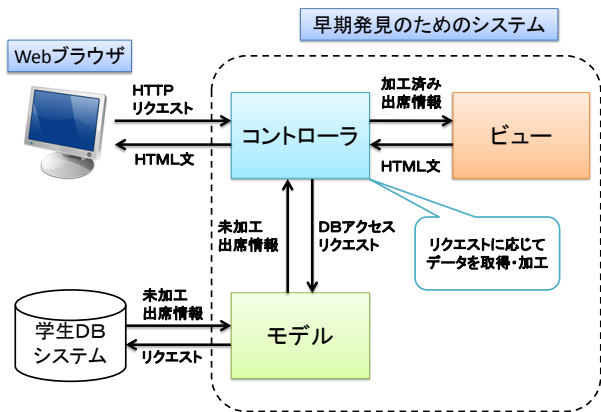 早期発見のためのシステム
Webブラウザ
HTTP
リクエスト
HTML文
コントローラ
加工済み
出席情報
HTML文
ビュー
未加工
出席情報
DBアクセス
リクエスト
リクエストに応じて
データを取得・加工
学生DB
システム
未加工
出席情報
リクエスト
モデル